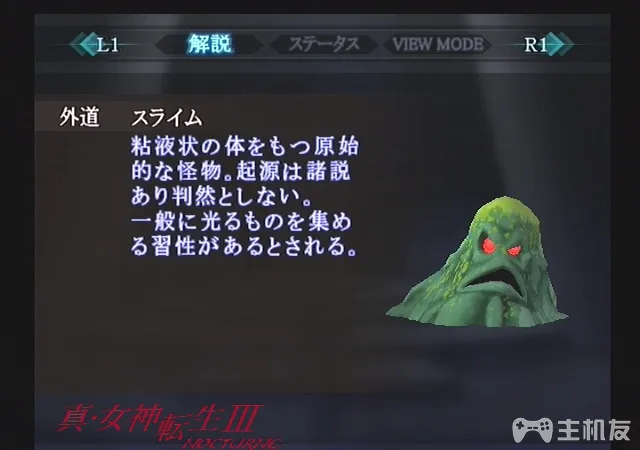 L1 解説 ステータス VIEW MODE R1
外道 スライム
粘液状の体をもつ原始
的な怪物。起源は諸説
あり判然としない。
一般に光るものを集め
る習性があるとされる。
真・女神転生III
NOCTURNE
主机友